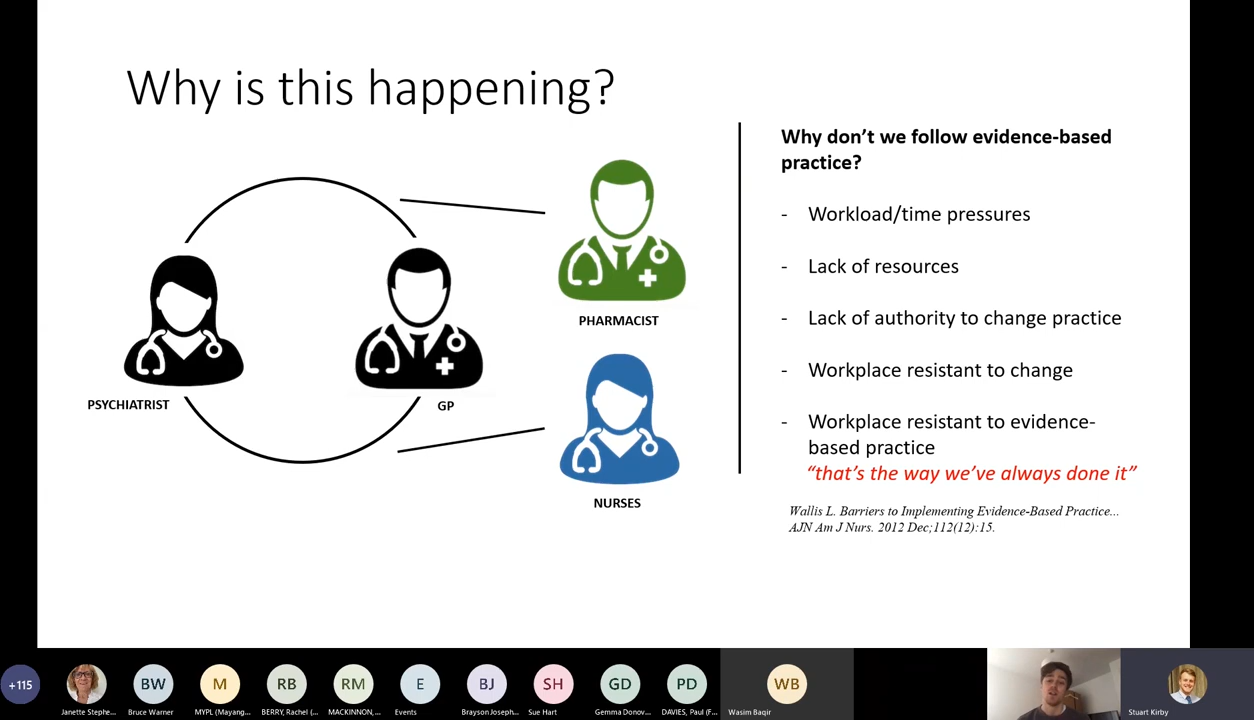 Why is this happening?
PSYCHIATRIST
GP
PHARMACIST
NURSES
Why don’t we follow evidence-based
practice?
- Workload/time pressures
- Lack of resources
- Lack of authority to change practice
- Workplace resistant to change
- Workplace resistant to evidence-
based practice
“that’s the way we’ve always done it”
Wallis L. Barriers to Implementing Evidence-Based Practice...
AJN Am J Nurs. 2012 Dec;112(12):15.
+115
BW
M
RB
RM
E
BJ
SH
GD
PD
WB
Janette Stephe...
Bruce Warner
MYPL (Mayang...
BERRY, Rachel (...
MACKINNON,...
Events
Brayson Joseph...
Sue Hart
Gemma Donov...
DAVIES, Paul (F...
Wasim Baqir
Stuart Kirby